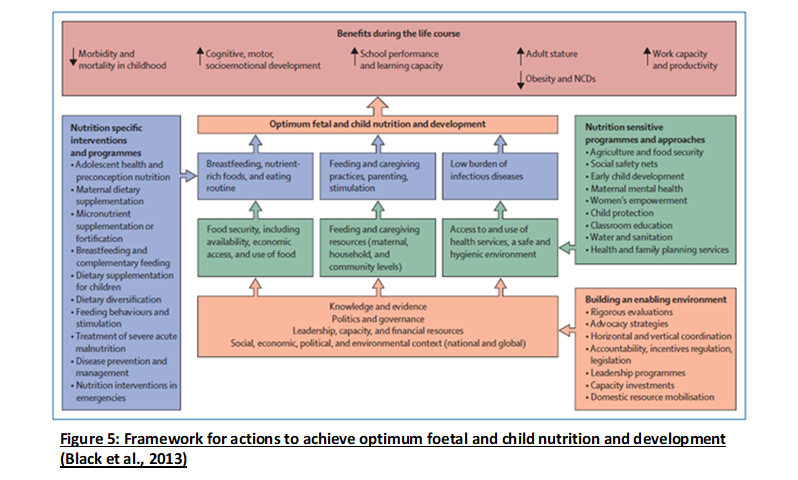 Benefits during the life course
Morbidity and
mortality in childhood
Cognitive, motor,
socioemotional development
School performance
and learning capacity
Adult stature
Obesity and NCDs
Work capacity
and productivity
Optimum fetal and child nutrition and development
Nutrition specific
interventions
and programmes
• Adolescent health and
preconception nutrition
• Maternal dietary
supplementation
• Micronutrient
supplementation or
fortification
• Breastfeeding and
complementary feeding
• Dietary supplementation
for children
• Dietary diversification
• Feeding behaviours and
stimulation
• Treatment of severe acute
malnutrition
• Disease prevention and
management
• Nutrition interventions in
emergencies
Breastfeeding, nutrient-
rich foods, and eating
routine
Feeding and caregiving
practices, parenting,
stimulation
Low burden of
infectious diseases
Food security, including
availability, economic
access, and use of food
Feeding and caregiving
resources (maternal,
household, and
community levels)
Access to and use of
health services, a safe and
hygienic environment
Knowledge and evidence
Politics and governance
Leadership, capacity, and financial resources
Social, economic, political, and environmental context (national and global)
Nutrition sensitive
programmes and approaches
• Agriculture and food security
• Social safety nets
• Early child development
• Maternal mental health
• Women's empowerment
• Child protection
• Classroom education
• Water and sanitation
• Health and family planning services
Building an enabling environment
• Rigorous evaluations
• Advocacy strategies
• Horizontal and vertical coordination
• Accountability, incentives regulation,
legislation
• Leadership programmes
• Capacity investments
• Domestic resource mobilisation
Figure 5: Framework for actions to achieve optimum foetal and child nutrition and development
(Black et al., 2013)